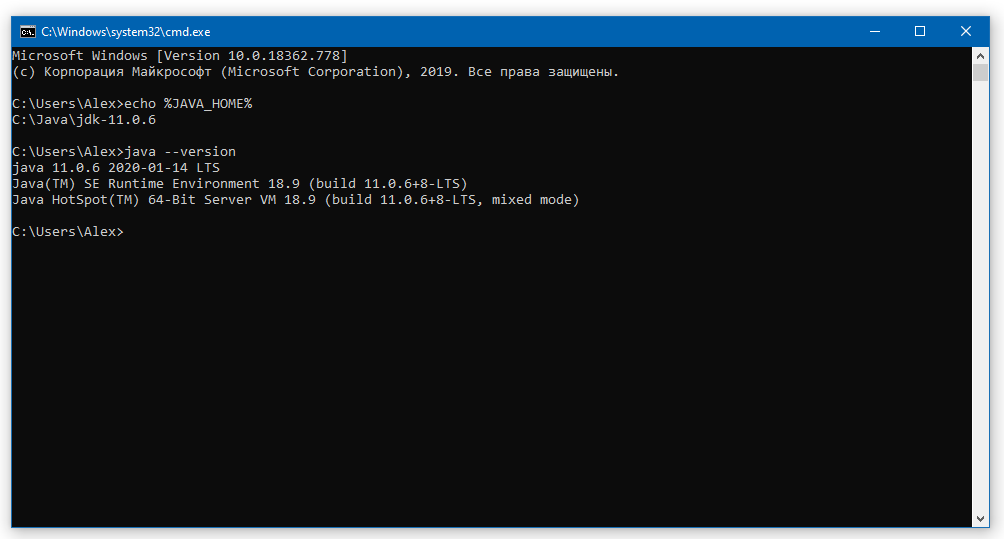 C:\Windows\system32\cmd.exe
Microsoft Windows [Version 10.0.18362.778]
(c) Корпорация Майкрософт (Microsoft Corporation), 2019. Все права защищены.
C:\Users\Alex>echo %JAVA_HOME%
C:\Java\jdk-11.0.6
C:\Users\Alex>java --version
java 11.0.6 2020-01-14 LTS
Java(TM) SE Runtime Environment 18.9 (build 11.0.6+8-LTS)
Java HotSpot(TM) 64-Bit Server VM 18.9 (build 11.0.6+8-LTS, mixed mode)
C:\Users\Alex>